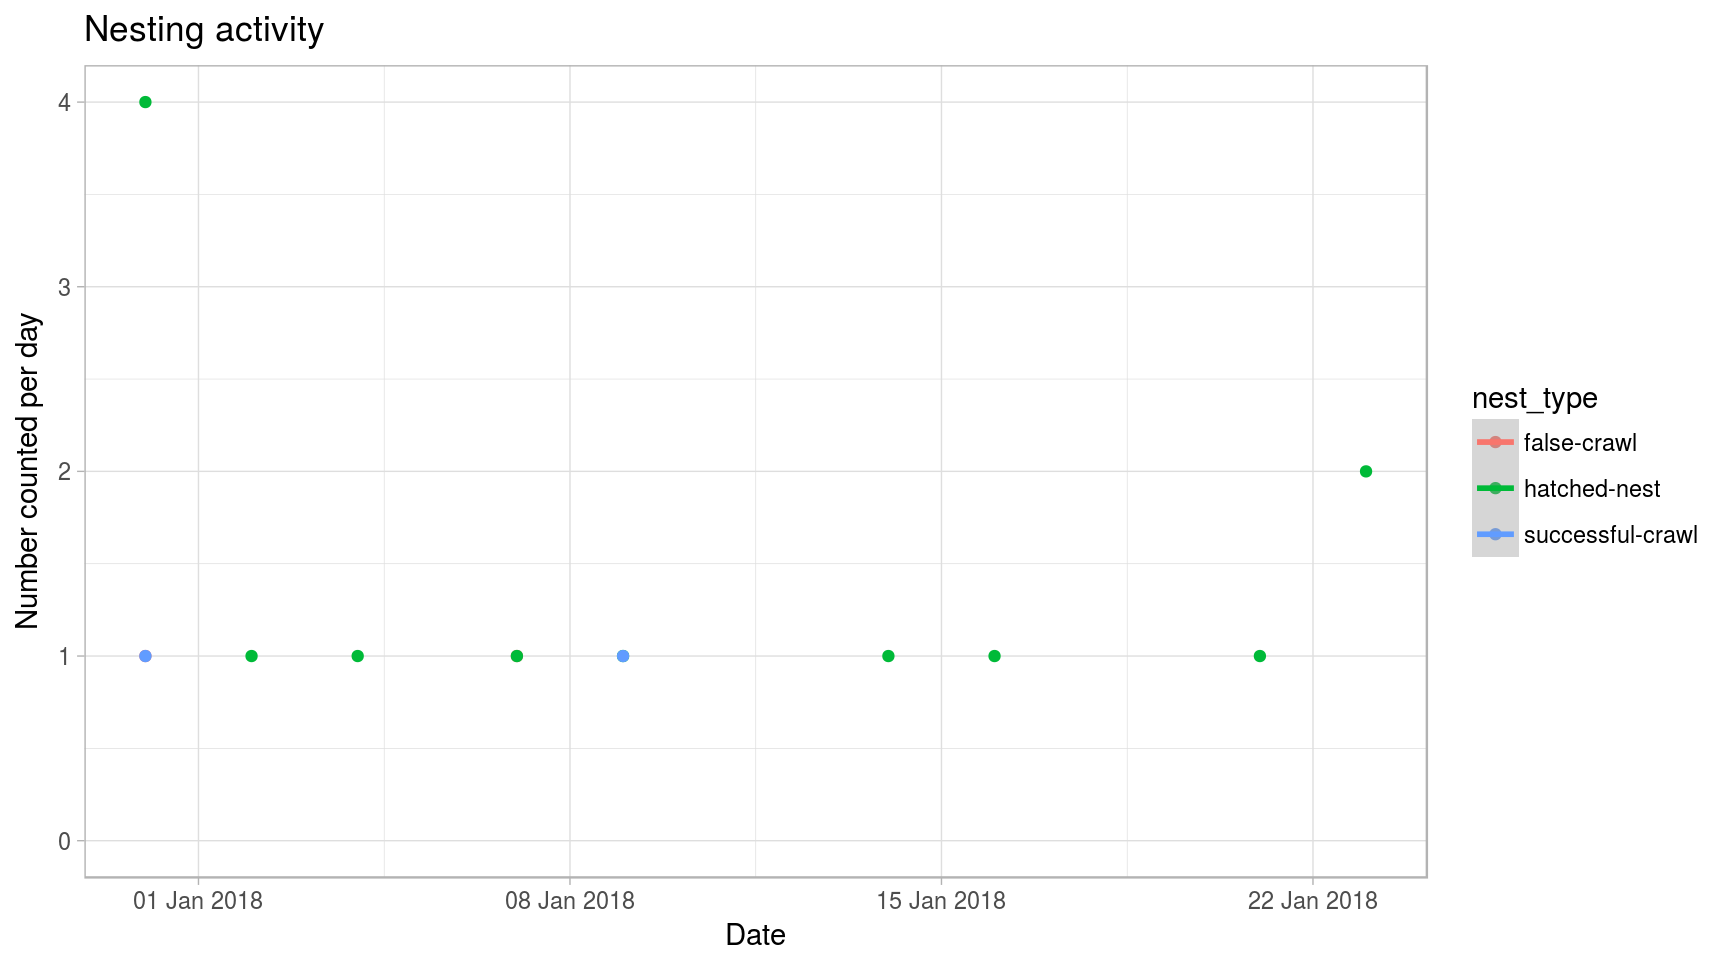 Nesting activity
Number counted per day
4
3
2
1
0
01 Jan 2018
08 Jan 2018
15 Jan 2018
22 Jan 2018
Date
nest_type
false-crawl
hatched-nest
successful-crawl